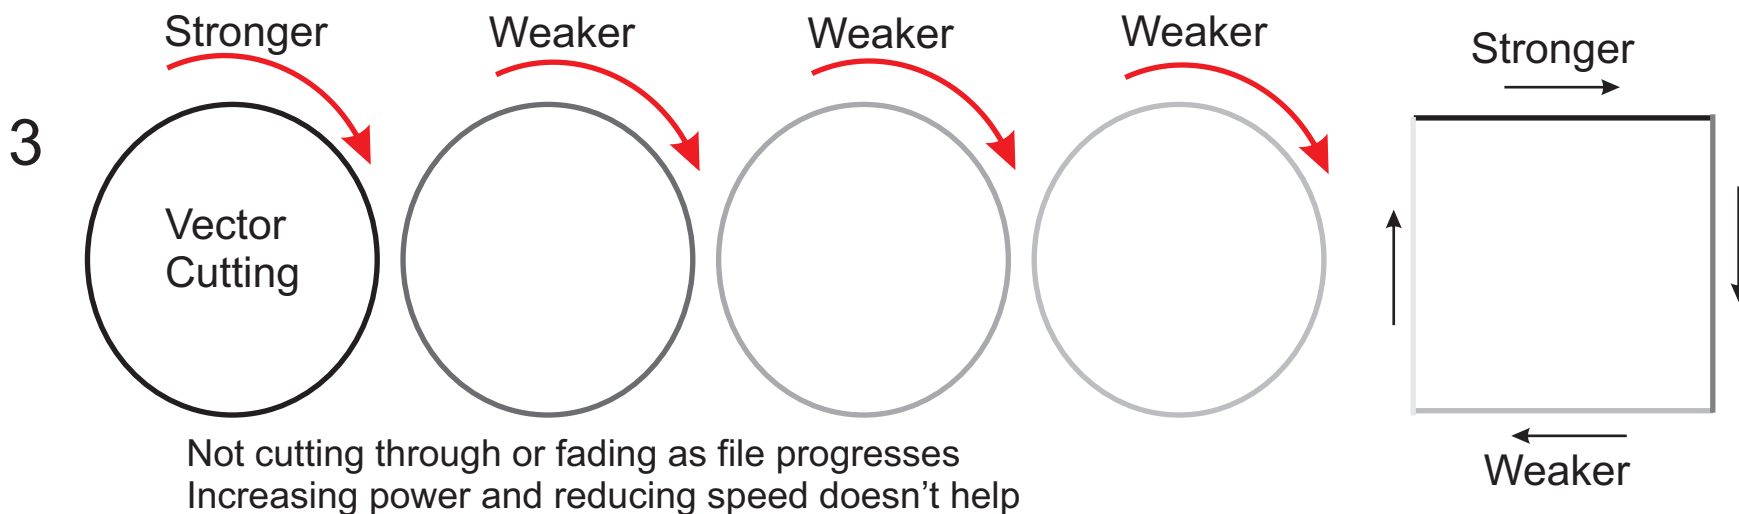 Stronger
Weaker
Weaker
Weaker
Stronger
3
Vector
Cutting
Not cutting through or fading as file progresses
Increasing power and reducing speed doesn’t help
Weaker